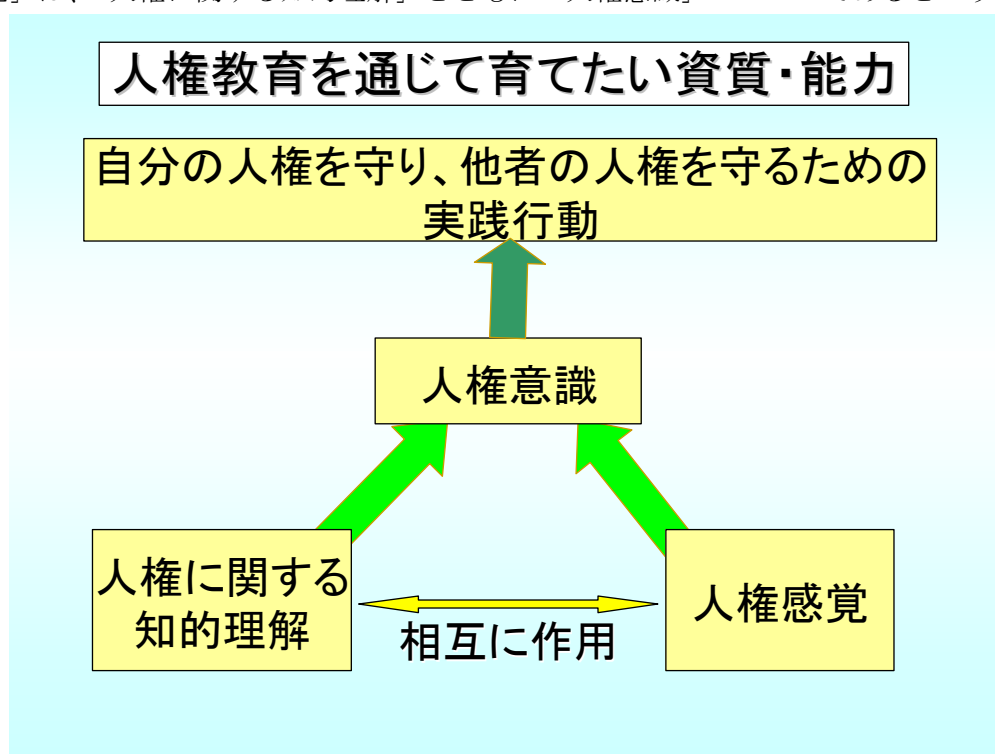 人権教育を通じて育てたい資質・能力
自分の人権を守り、他者の人権を守るための
実践行動
人権意識
人権に関する
知的理解
相互に作用
人権感覚